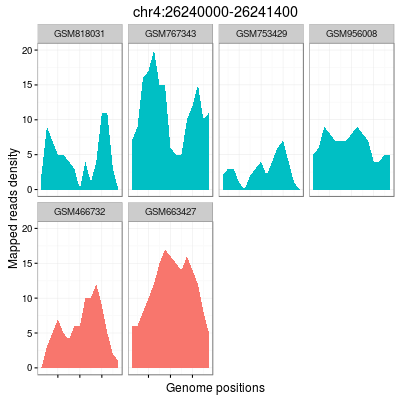 chr4:26240000-26241400
GSM818031 GSM767343 GSM753429 GSM956008
20
15
10
5
0
Mapped reads density
GSM466732 GSM663427
20
15
10
5
0
Genome positions